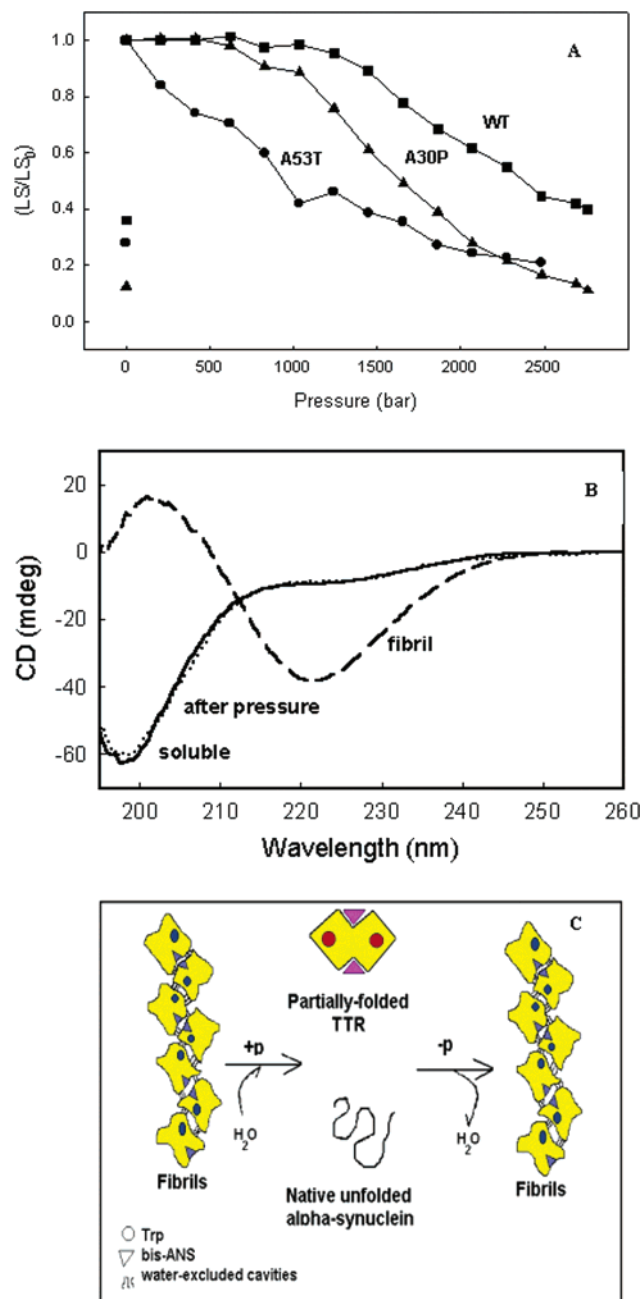 A
1.0
0.8
0.6
0.4
0.2
0.0
(LS/LS₀)
WT
A30P
A53T
0 500 1000 1500 2000 2500
Pressure (bar)
B
20
0
-20
-40
-60
CD (mdeg)
fibril
after pressure
soluble
200 210 220 230 240 250 260
Wavelength (nm)
C
Partially-folded
TTR
+p
-p
H₂O
H₂O
Native unfolded
alpha-synuclein
Fibrils
Fibrils
Trp
bis-ANS
water-excluded cavities